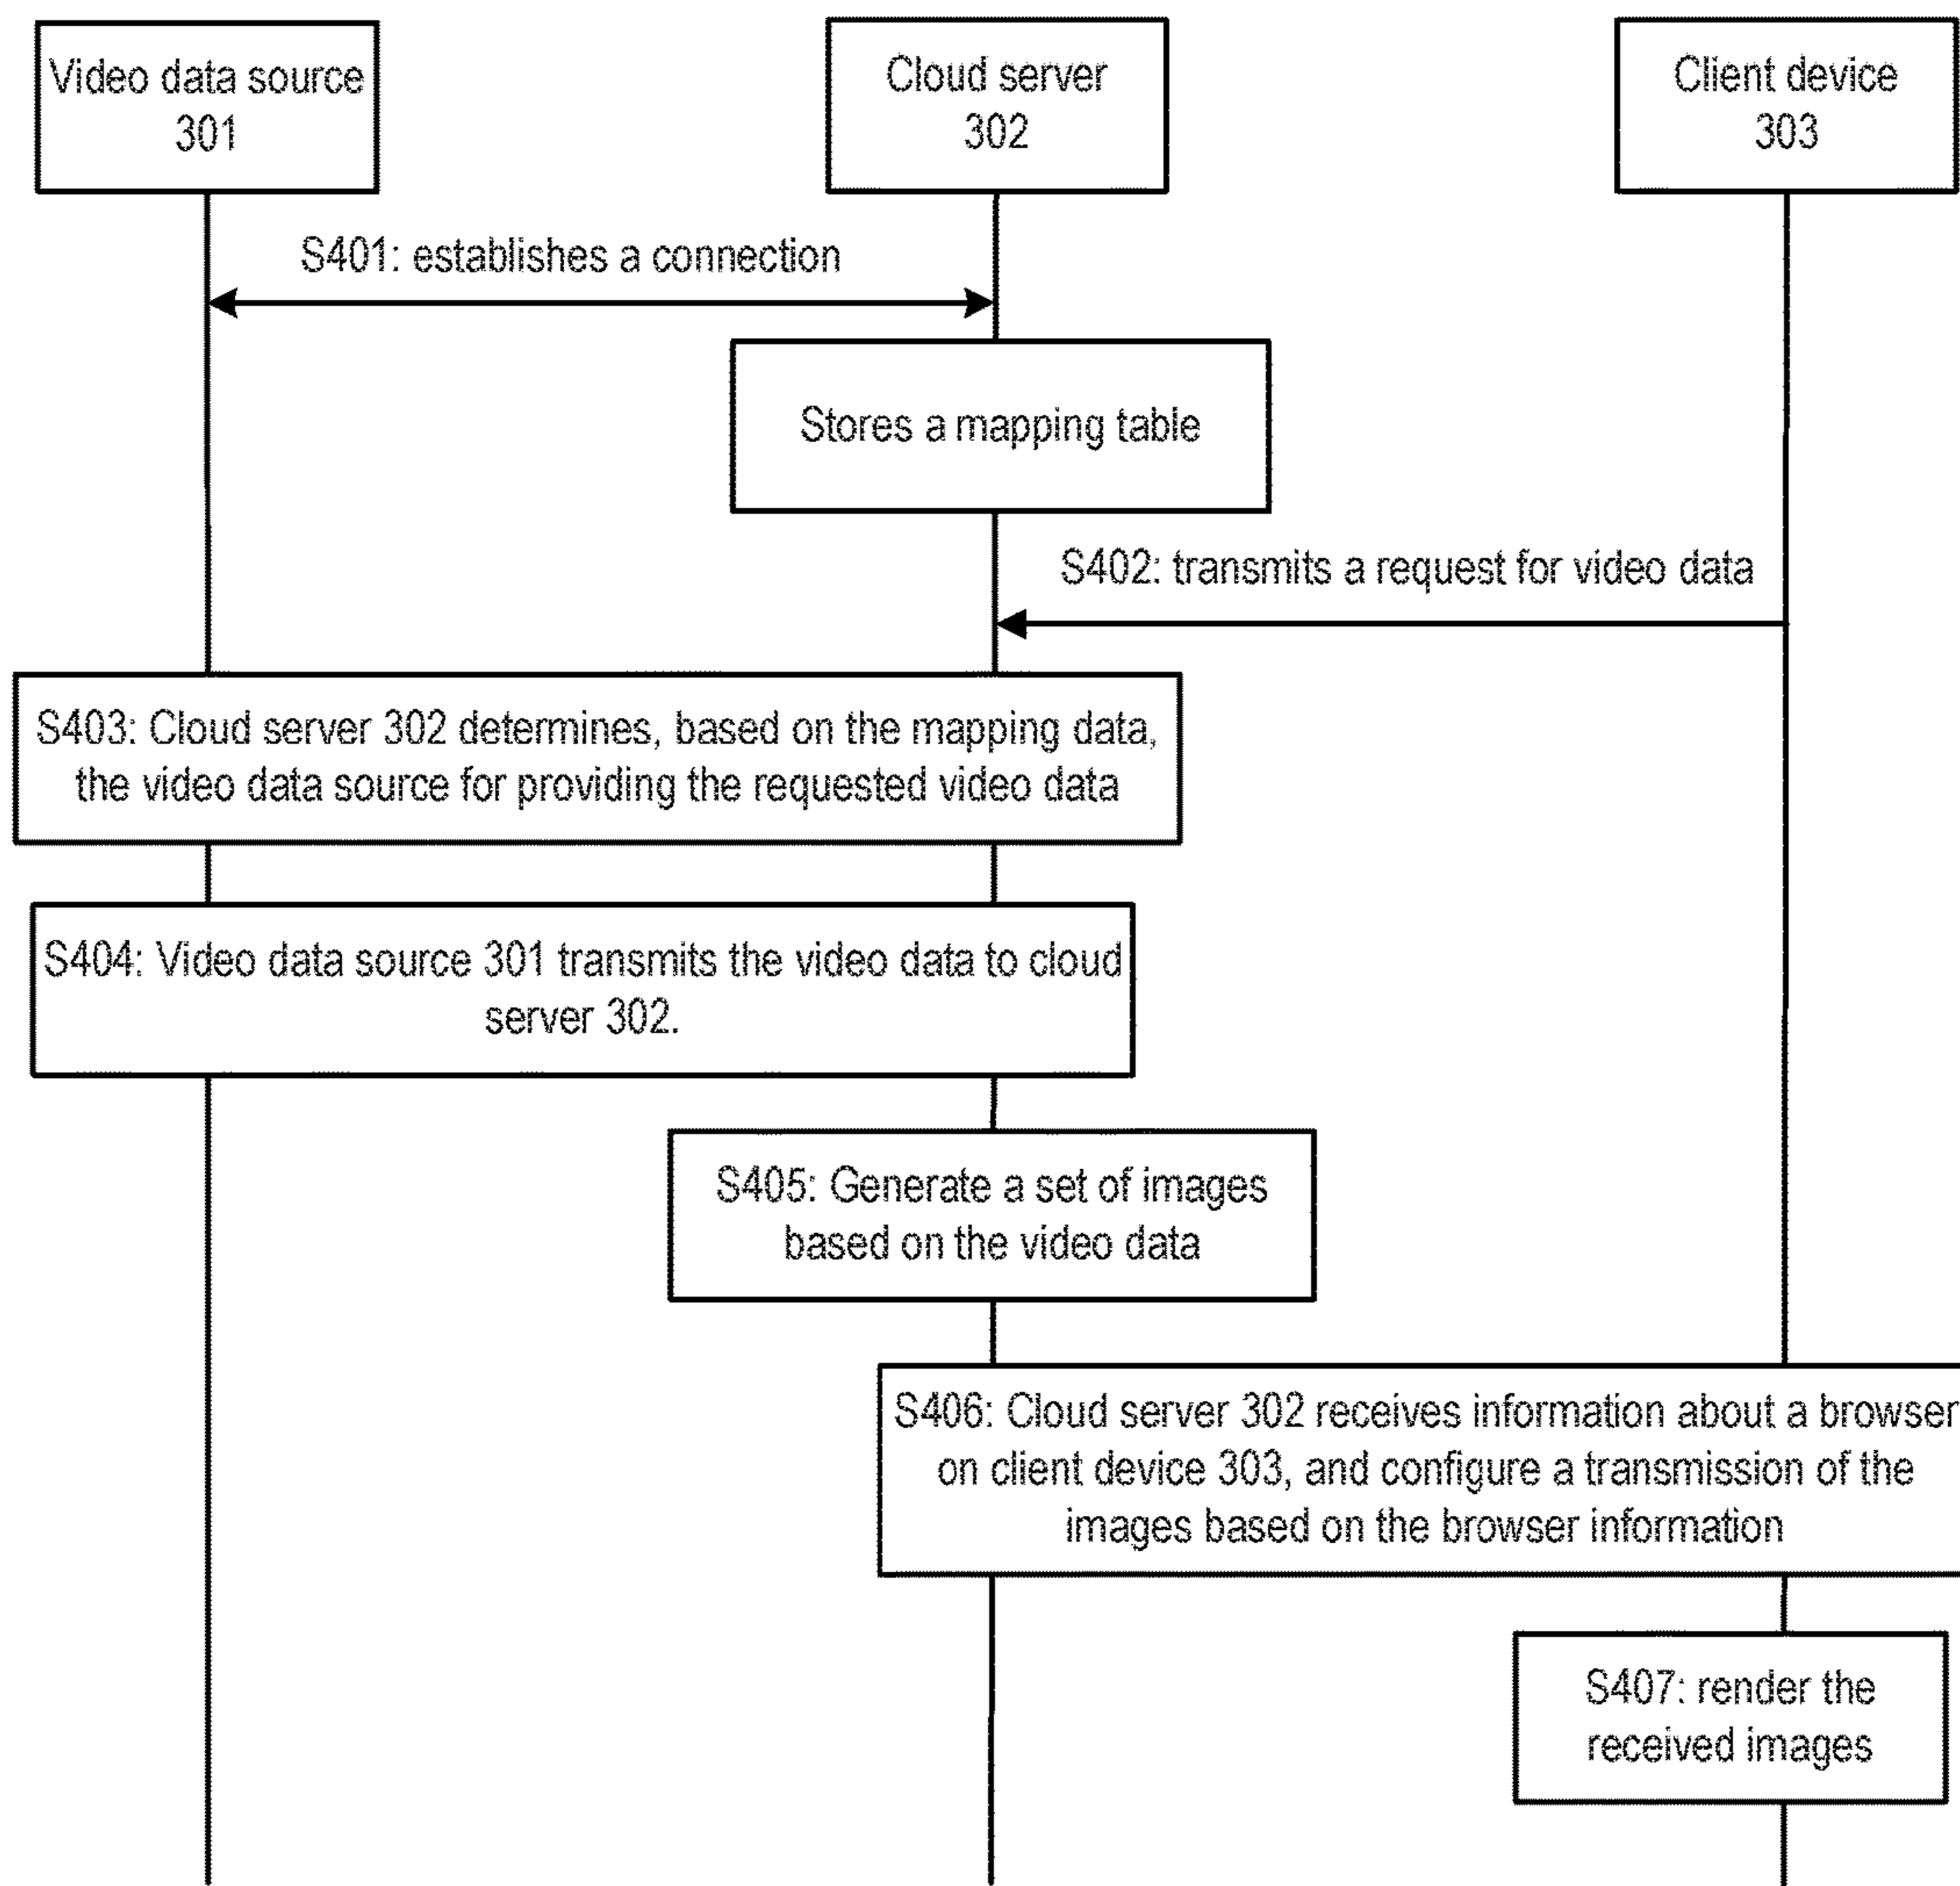 Video data source
301
Cloud server
302
Client device
303
S401: establishes a connection
Stores a mapping table
S402: transmits a request for video data
S403: Cloud server 302 determines, based on the mapping data,
the video data source for providing the requested video data
S404: Video data source 301 transmits the video data to cloud
server 302.
S405: Generate a set of images
based on the video data
S406: Cloud server 302 receives information about a browser
on client device 303, and configure a transmission of the
images based on the browser information
S407: render the
received images